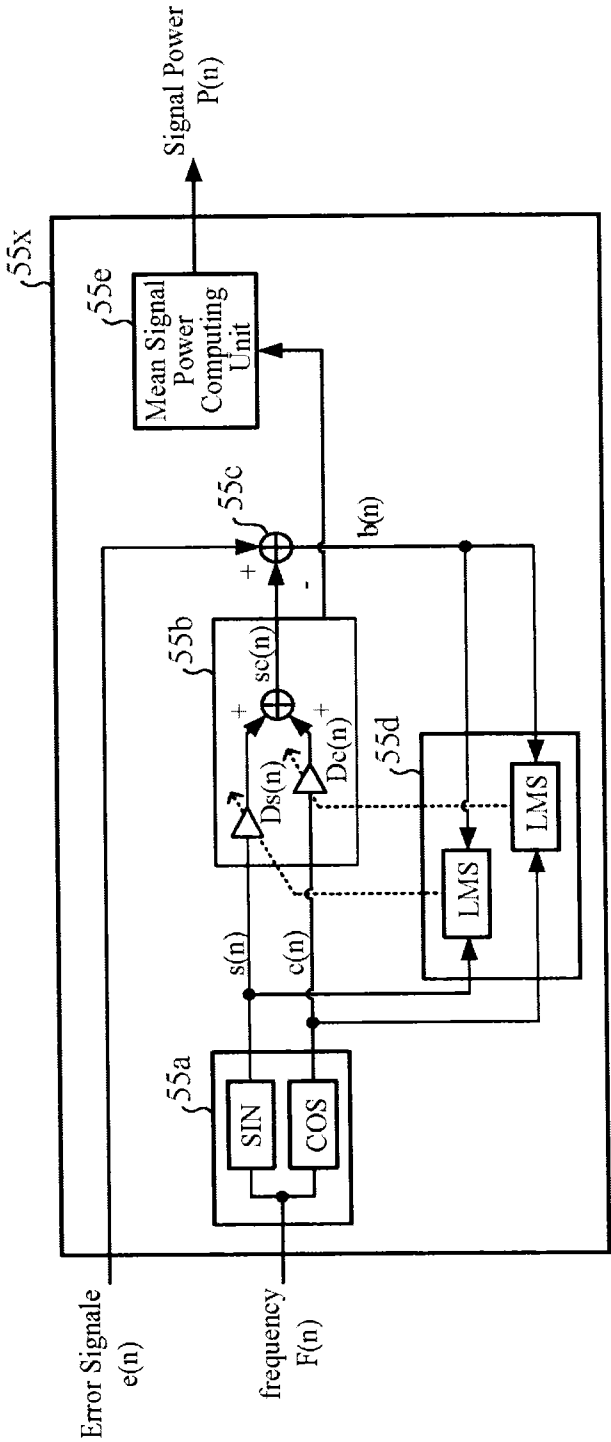 Error Signale
e(n)
frequency
F(n)
55x
55a
SIN
COS
s(n)
c(n)
55b
+
+
Ds(n)
Dc(n)
sc(n)
55c
+
-
b(n)
55d
LMS
LMS
55e
Mean Signal
Power
Computing
Unit
Signal Power
P(n)